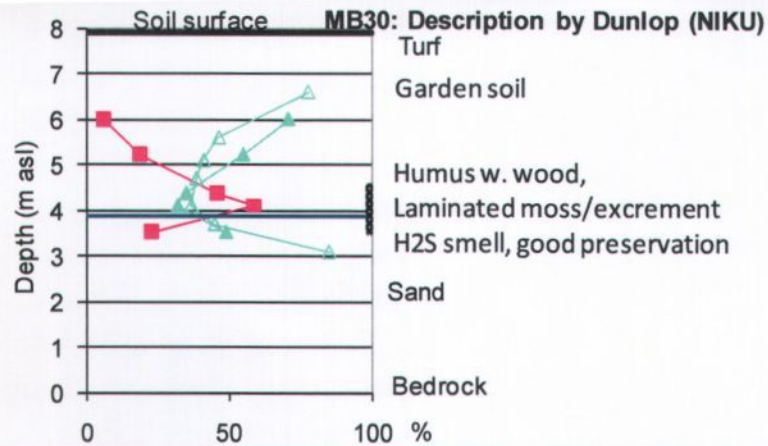 Soil surface
MB30: Description by Dunlop (NIKU)
8
7
6
5
4
3
2
1
0
Depth (m asl)
0 50 100 %
Turf
Garden soil
Humus w. wood,
Laminated moss/excrement
H2S smell, good preservation
Sand
Bedrock